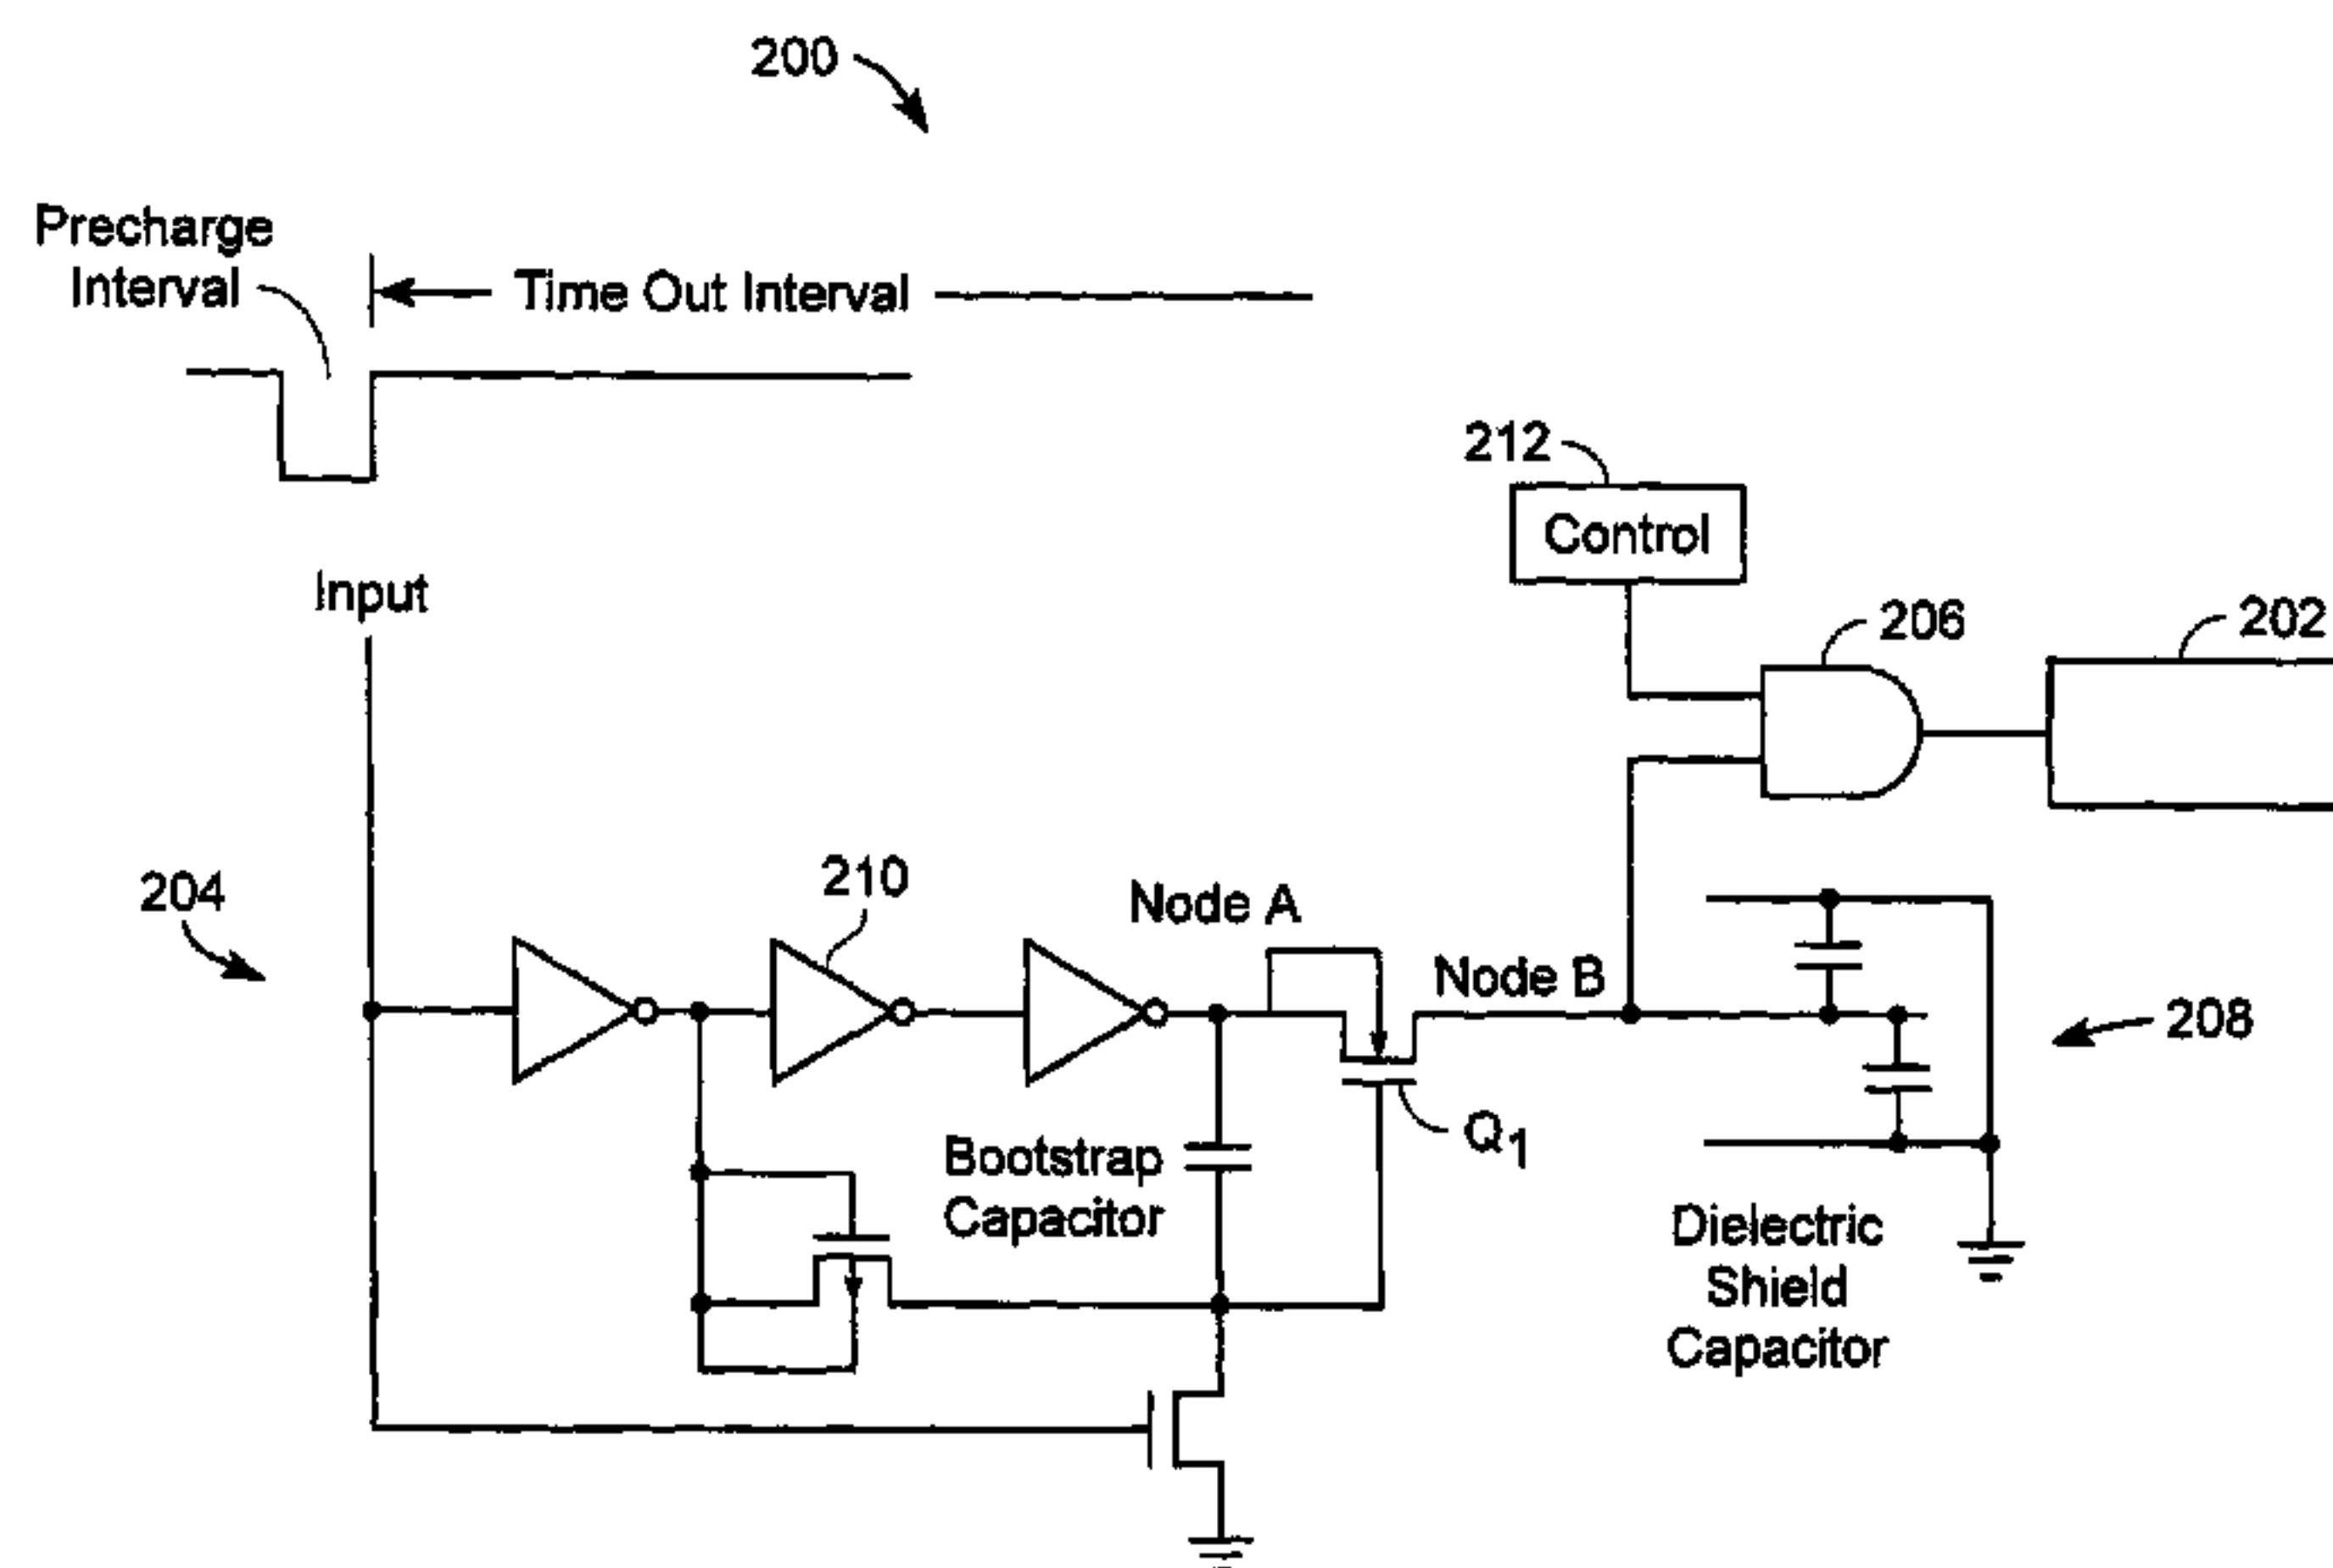 200
Precharge
Interval
Time Out Interval
212
Control
Input
206
202
204
210
Node A
Node B
208
Q1
Bootstrap
Capacitor
Dielectric
Shield
Capacitor